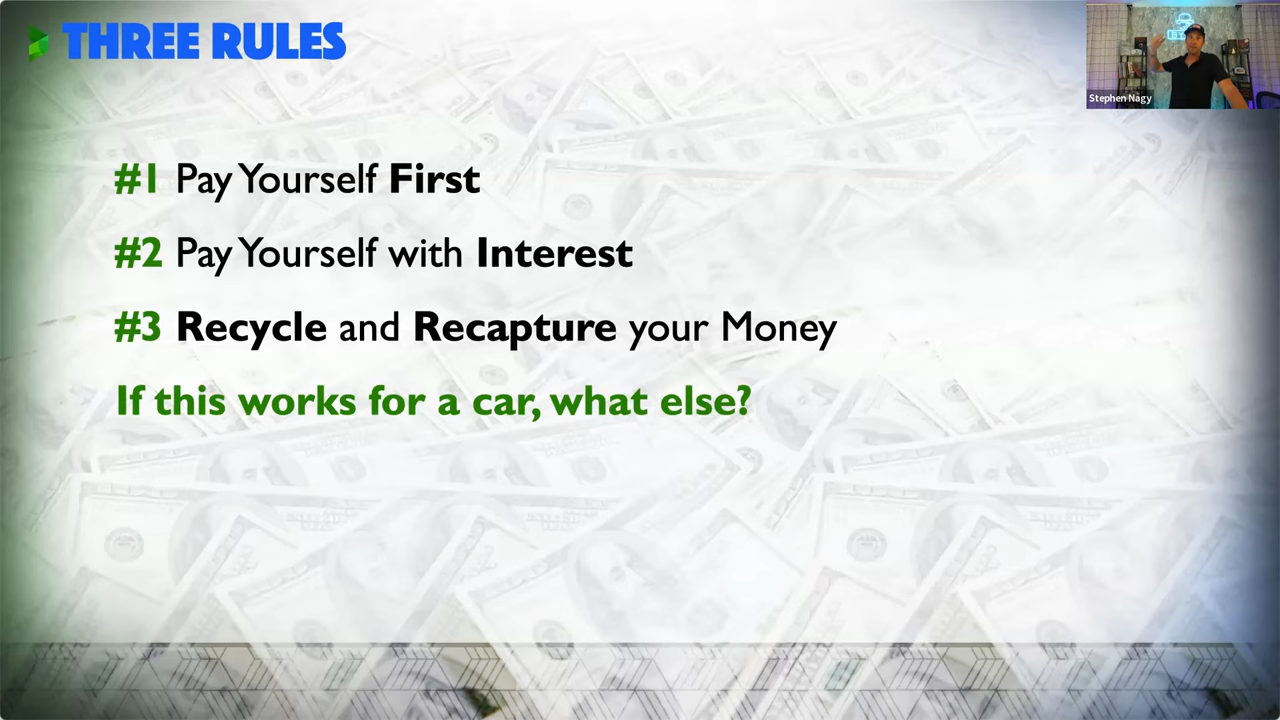 THREE RULES
Stephen Nagy
#1 Pay Yourself First
#2 Pay Yourself with Interest
#3 Recycle and Recapture your Money
If this works for a car, what else?